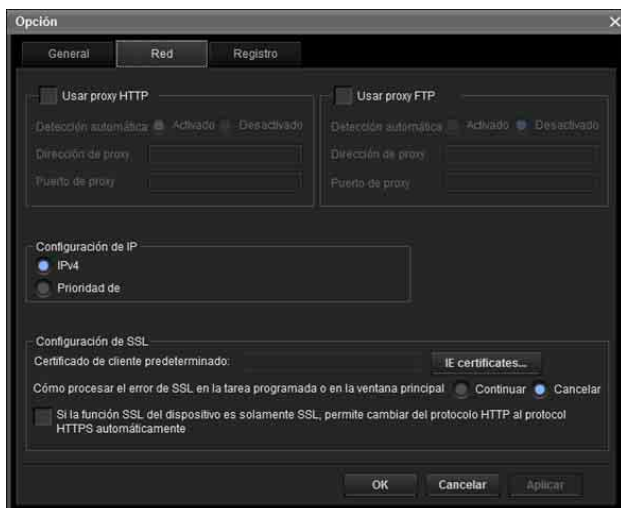 Opción
General
Red
Registro
Usar proxy HTTP
Detección automática Activado Desactivado
Dirección de proxy
Puerto de proxy
Usar proxy FTP
Detección automática Activado Desactivado
Dirección de proxy
Puerto de proxy
Configuración de IP
IPv4
Prioridad de
Configuración de SSL
Certificado de cliente predeterminado:
IE certificates...
Cómo procesar el error de SSL en la tarea programada o en la ventana principal Continuar Cancelar
Si la función SSL del dispositivo es solamente SSL, permite cambiar del protocolo HTTP al protocol
HTTPS automáticamente
OK
Cancelar
Aplicar